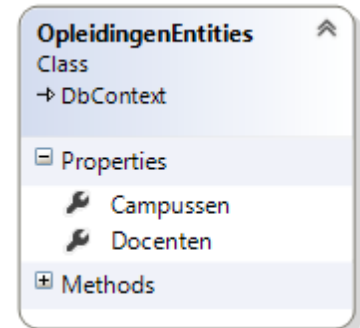 OpleidingenEntities
Class
→ DbContext
Properties
Campussen
Docenten
Methods